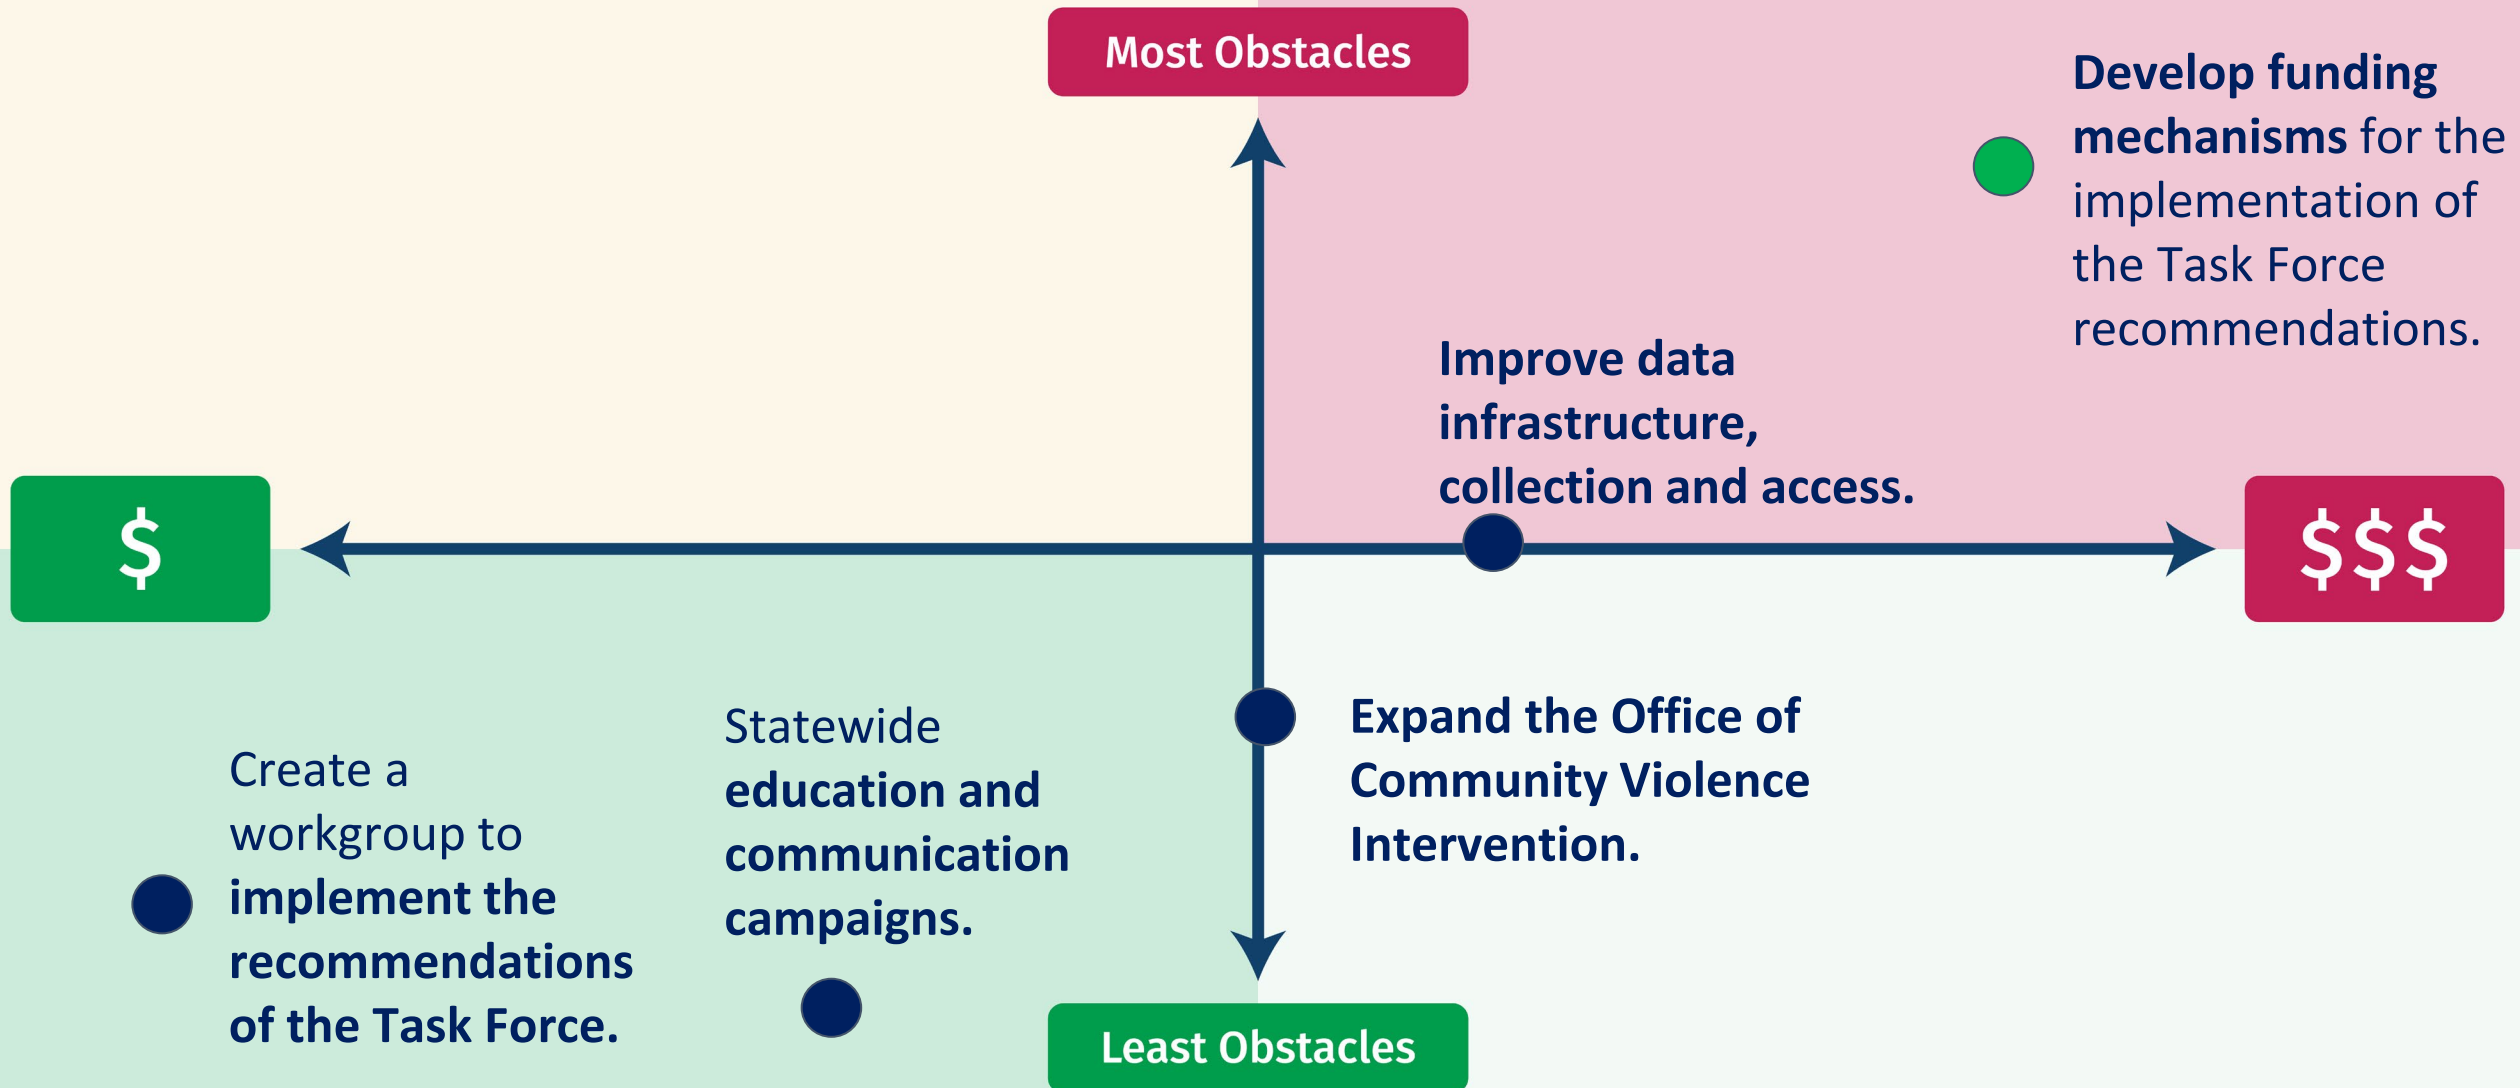 Most Obstacles
Develop funding
mechanisms for the
implementation of
the Task Force
recommendations.
Improve data
infrastructure,
collection and access.
$
$$$
Create a
workgroup to
implement the
recommendations
of the Task Force.
Statewide
education and
communication
campaigns.
Expand the Office of
Community Violence
Intervention.
Least Obstacles